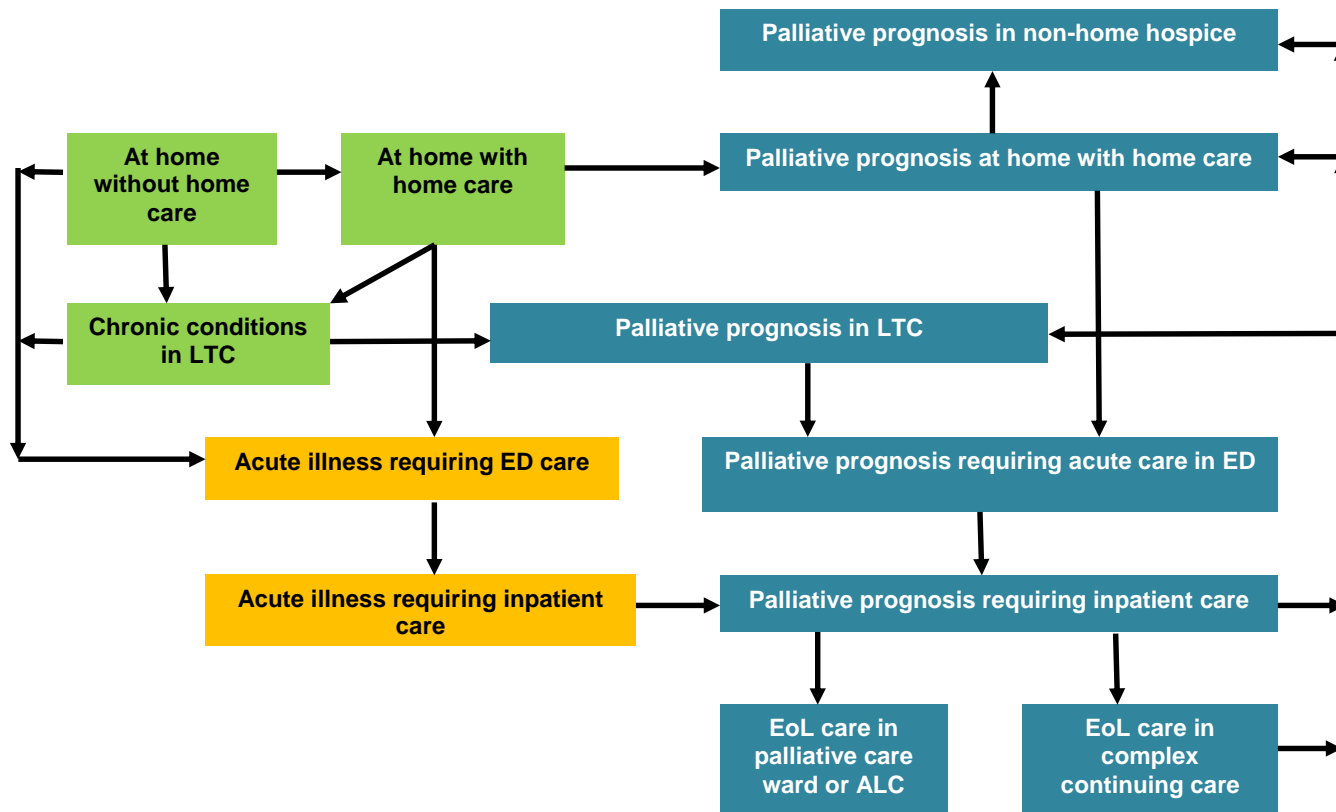 Palliative prognosis in non-home hospice
At home
without home
care
At home with
home care
Palliative prognosis at home with home care
Chronic conditions
in LTC
Palliative prognosis in LTC
Acute illness requiring ED care
Palliative prognosis requiring acute care in ED
Acute illness requiring inpatient
care
Palliative prognosis requiring inpatient care
EoL care in
palliative care
ward or ALC
EoL care in
complex
continuing care